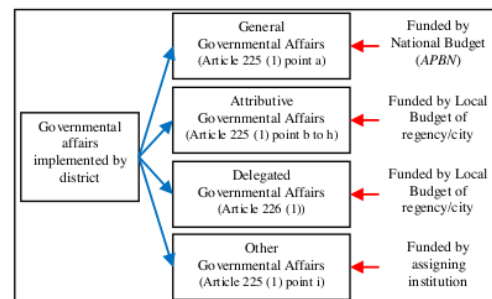 General
Governmental Affairs
(Article 225 (1) point a)
Funded by
National Budget
(APBN)
Attributive
Governmental Affairs
(Article 225 (1) point b to h)
Funded by Local
Budget of
regency/city
Governmental
affairs
implemented by
district
Delegated
Governmental Affairs
(Article 226 (1))
Funded by Local
Budget of
regency/city
Other
Governmental Affairs
(Article 225 (1) point i)
Funded by
assigning
institution